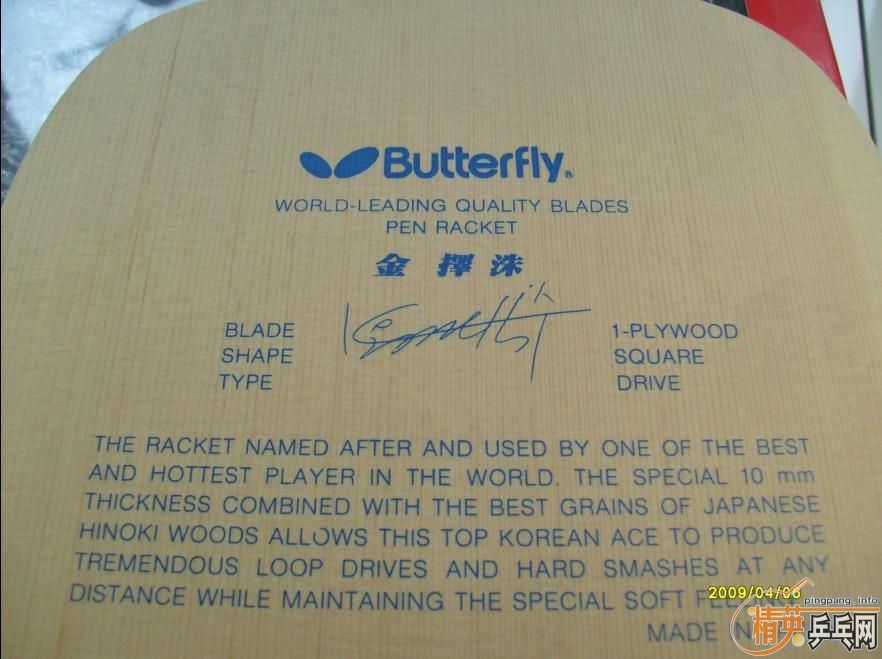 Butterfly®
WORLD-LEADING QUALITY BLADES
PEN RACKET
金擇洙
BLADE 1-PLYWOOD
SHAPE SQUARE
TYPE DRIVE
THE RACKET NAMED AFTER AND USED BY ONE OF THE BEST
AND HOTTEST PLAYER IN THE WORLD. THE SPECIAL 10 mm
THICKNESS COMBINED WITH THE BEST GRAINS OF JAPANESE
HINOKI WOODS ALLOWS THIS TOP KOREAN ACE TO PRODUCE
TREMENDOUS LOOP DRIVES AND HARD SMASHES AT ANY
DISTANCE WHILE MAINTAINING THE SPECIAL SOFT
MADE
2009/04/06
pingpang.info
精英乒乓网